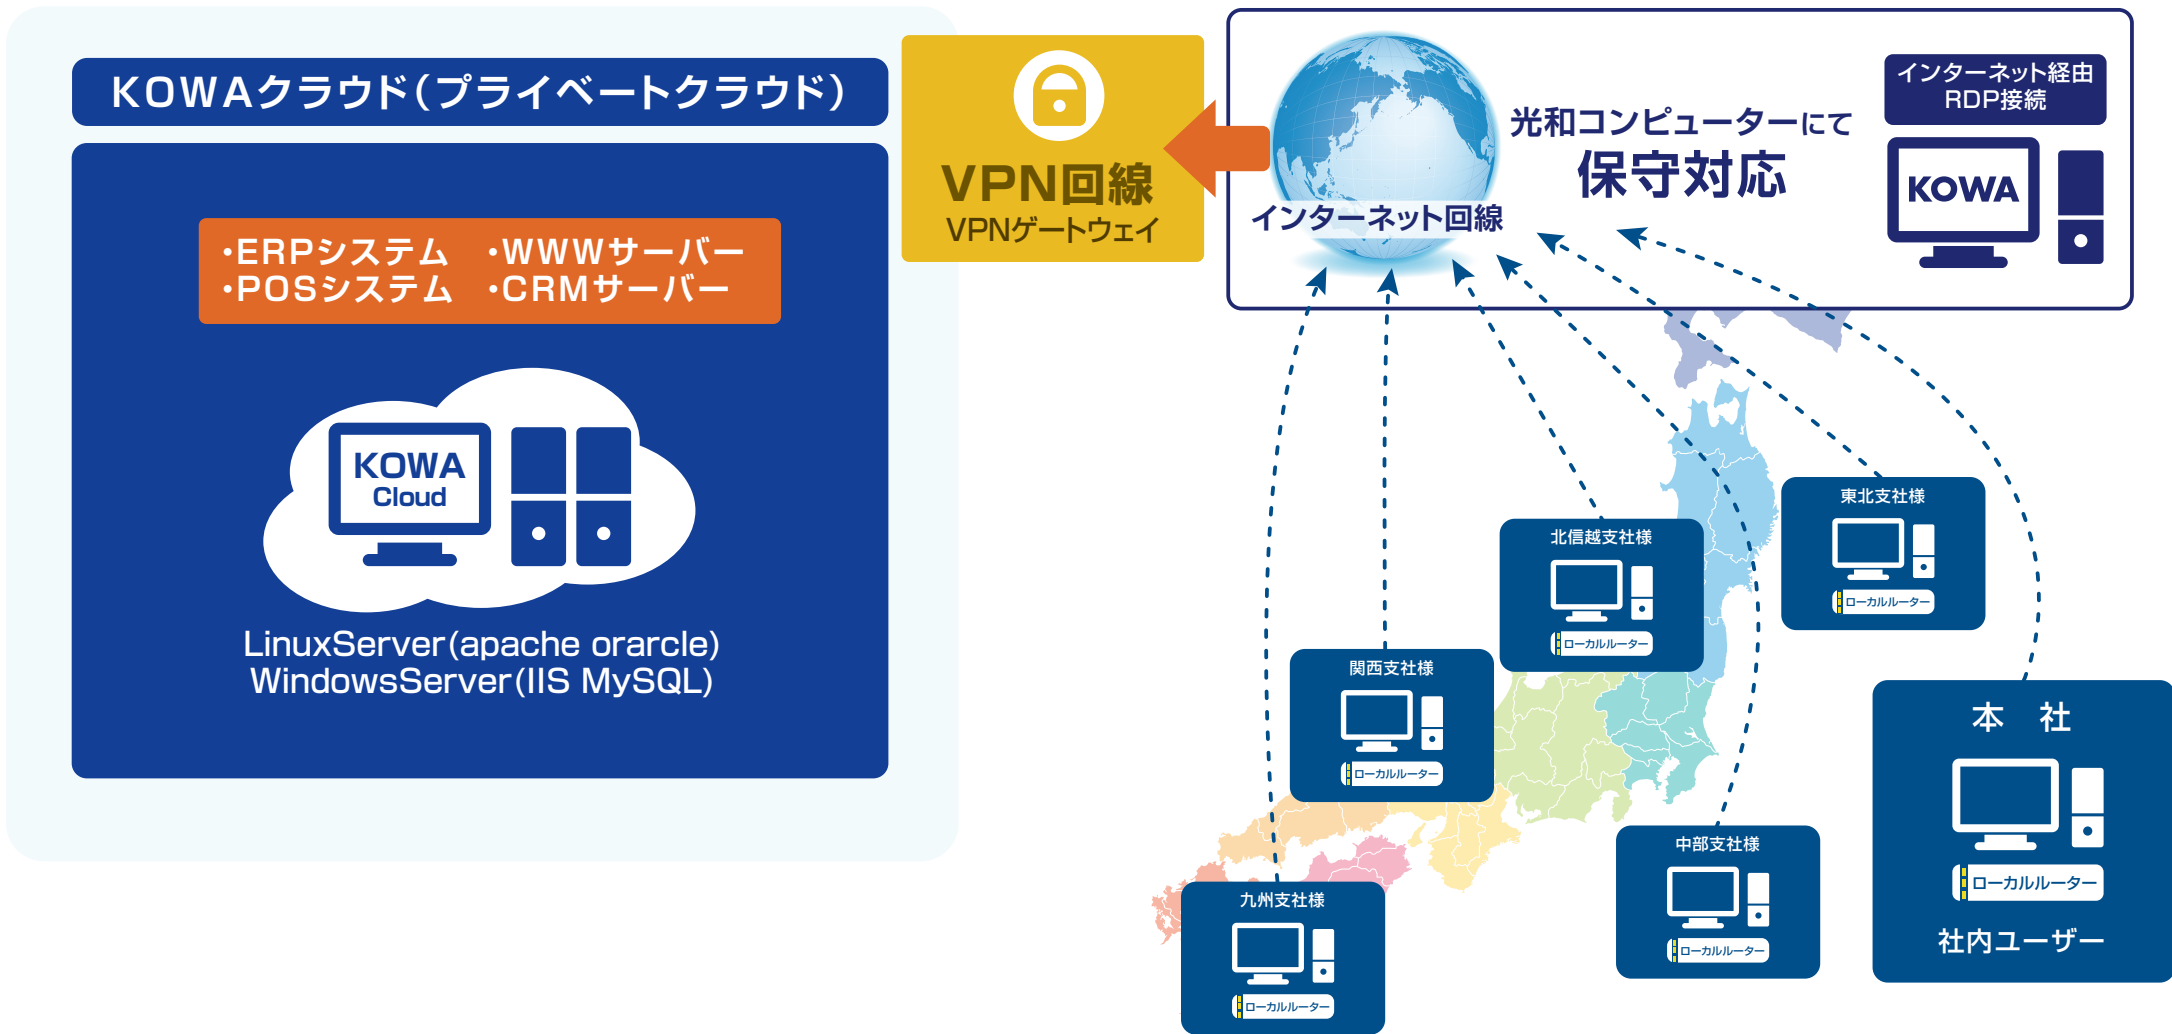 KOWAクラウド(プライベートクラウド)
・ERPシステム ・WWWサーバー
・POSシステム ・CRMサーバー
KOWA
Cloud
LinuxServer(apache orarcle)
WindowsServer(IIS MySQL)
VPN回線
VPNゲートウェイ
インターネット回線
光和コンピューターにて
保守対応
インターネット経由
RDP接続
KOWA
東北支社様
ローカルルーター
北信越支社様
ローカルルーター
関西支社様
ローカルルーター
本 社
ローカルルーター
社内ユーザー
中部支社様
ローカルルーター
九州支社様
ローカルルーター